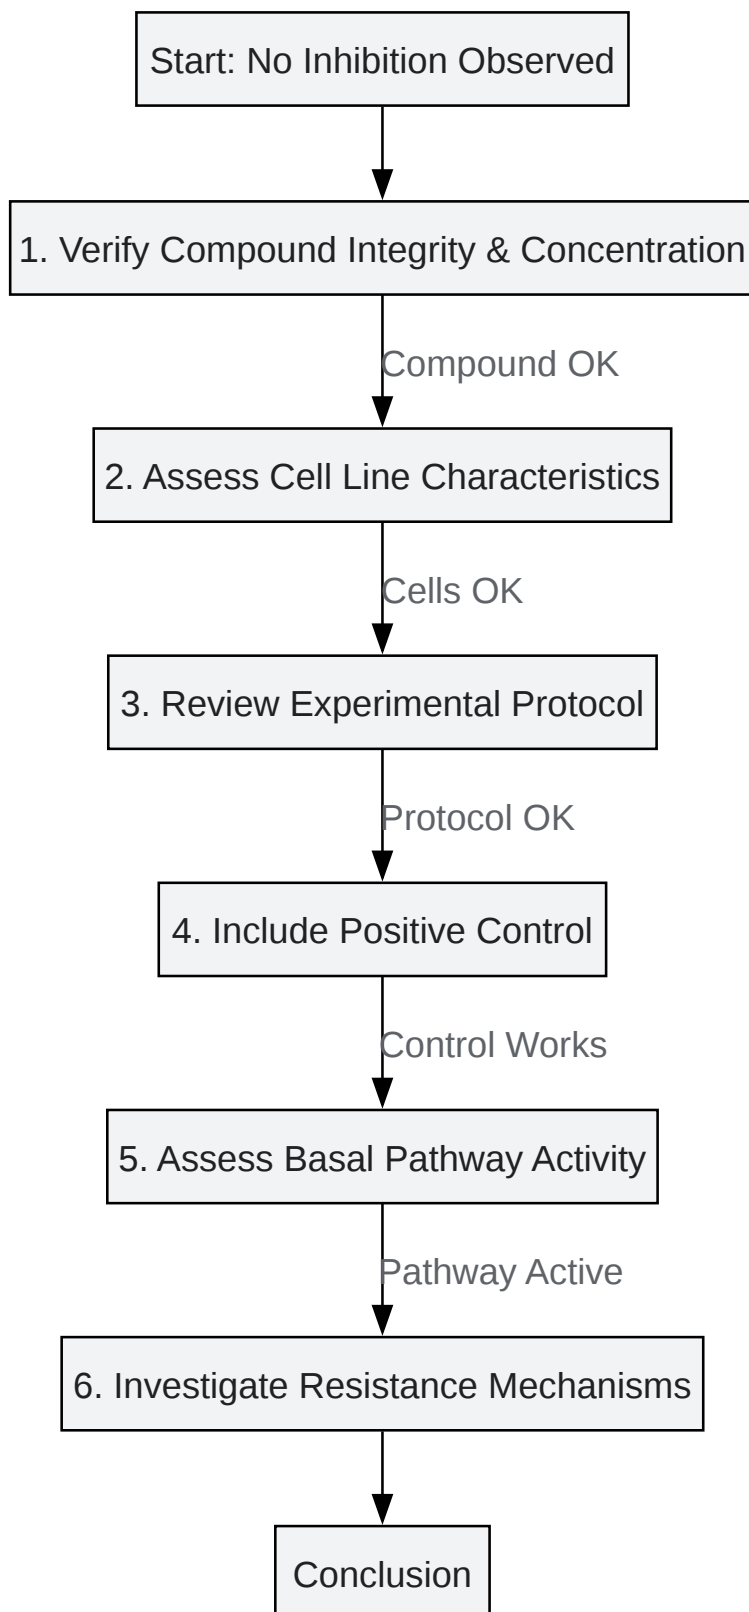 Start: No Inhibition Observed
1. Verify Compound Integrity & Concentration
Compound OK
2. Assess Cell Line Characteristics
Cells OK
3. Review Experimental Protocol
Protocol OK
4. Include Positive Control
Control Works
5. Assess Basal Pathway Activity
Pathway Active
6. Investigate Resistance Mechanisms
Conclusion